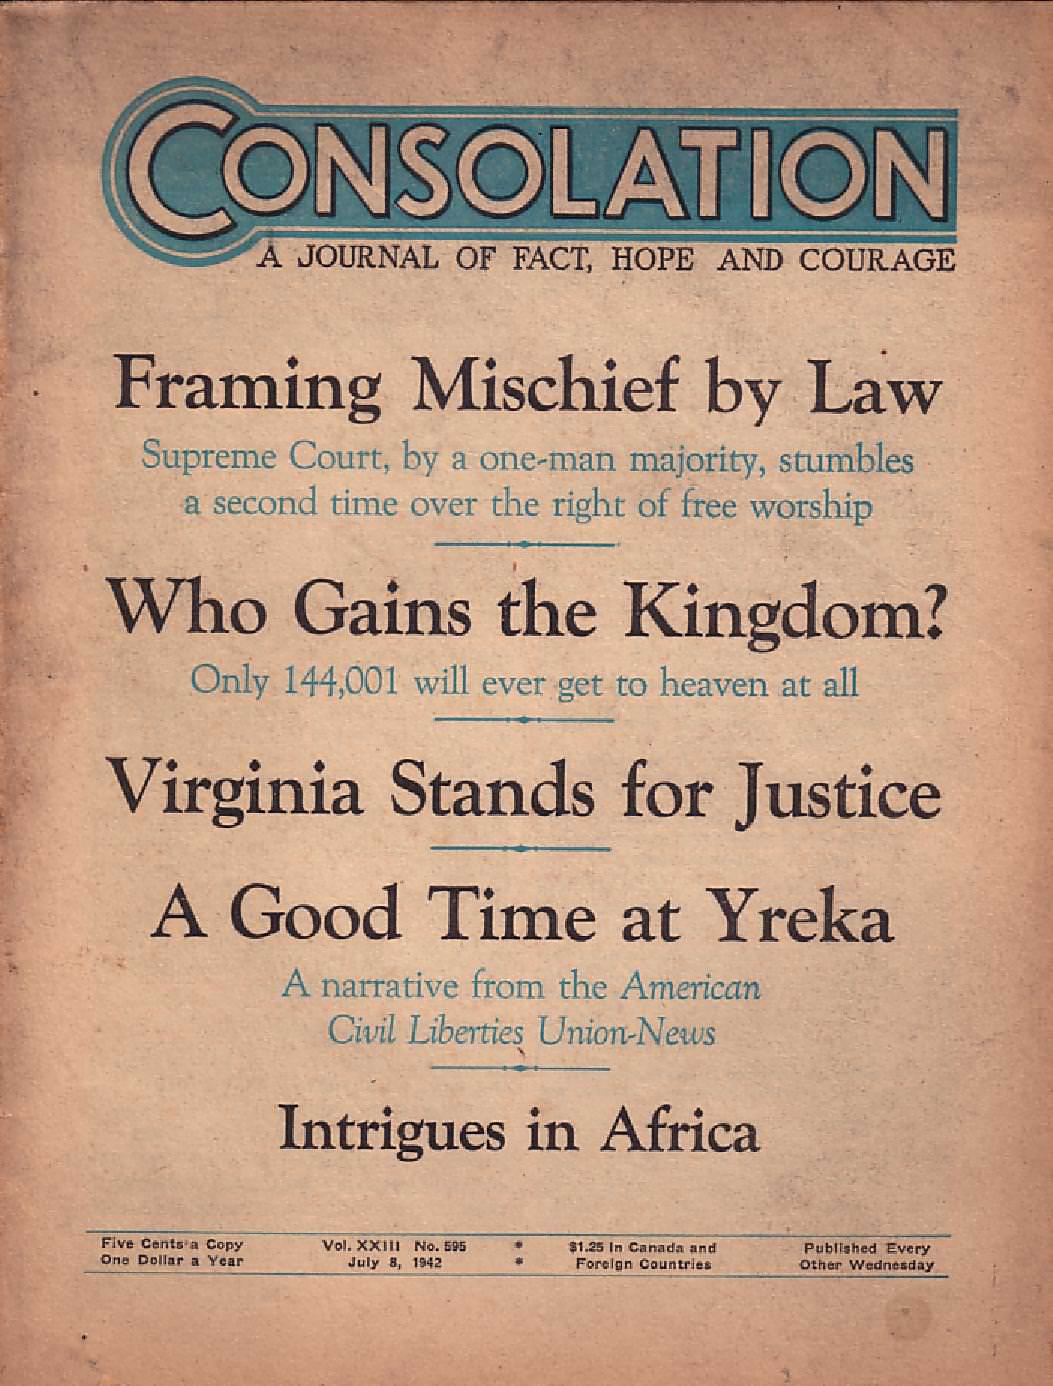 CONSOLATION
A JOURNAL OF FACT, HOPE AND COURAGE
Framing Mischief by Law
Supreme Court, by a one-man majority, stumbles
a second time over the right of free worship
Who Gains the Kingdom?
Only 144,001 will ever get to heaven at all
Virginia Stands for Justice
A Good Time at Yreka
A narrative from the American
Civil Liberties Union-News
Intrigues in Africa
Five Cents a Copy
One Dollar a Year
Vol. XXIII No. 595
July 8, 1942
*
*
$1.25 in Canada and
Foreign Countries
Published Every
Other Wednesday